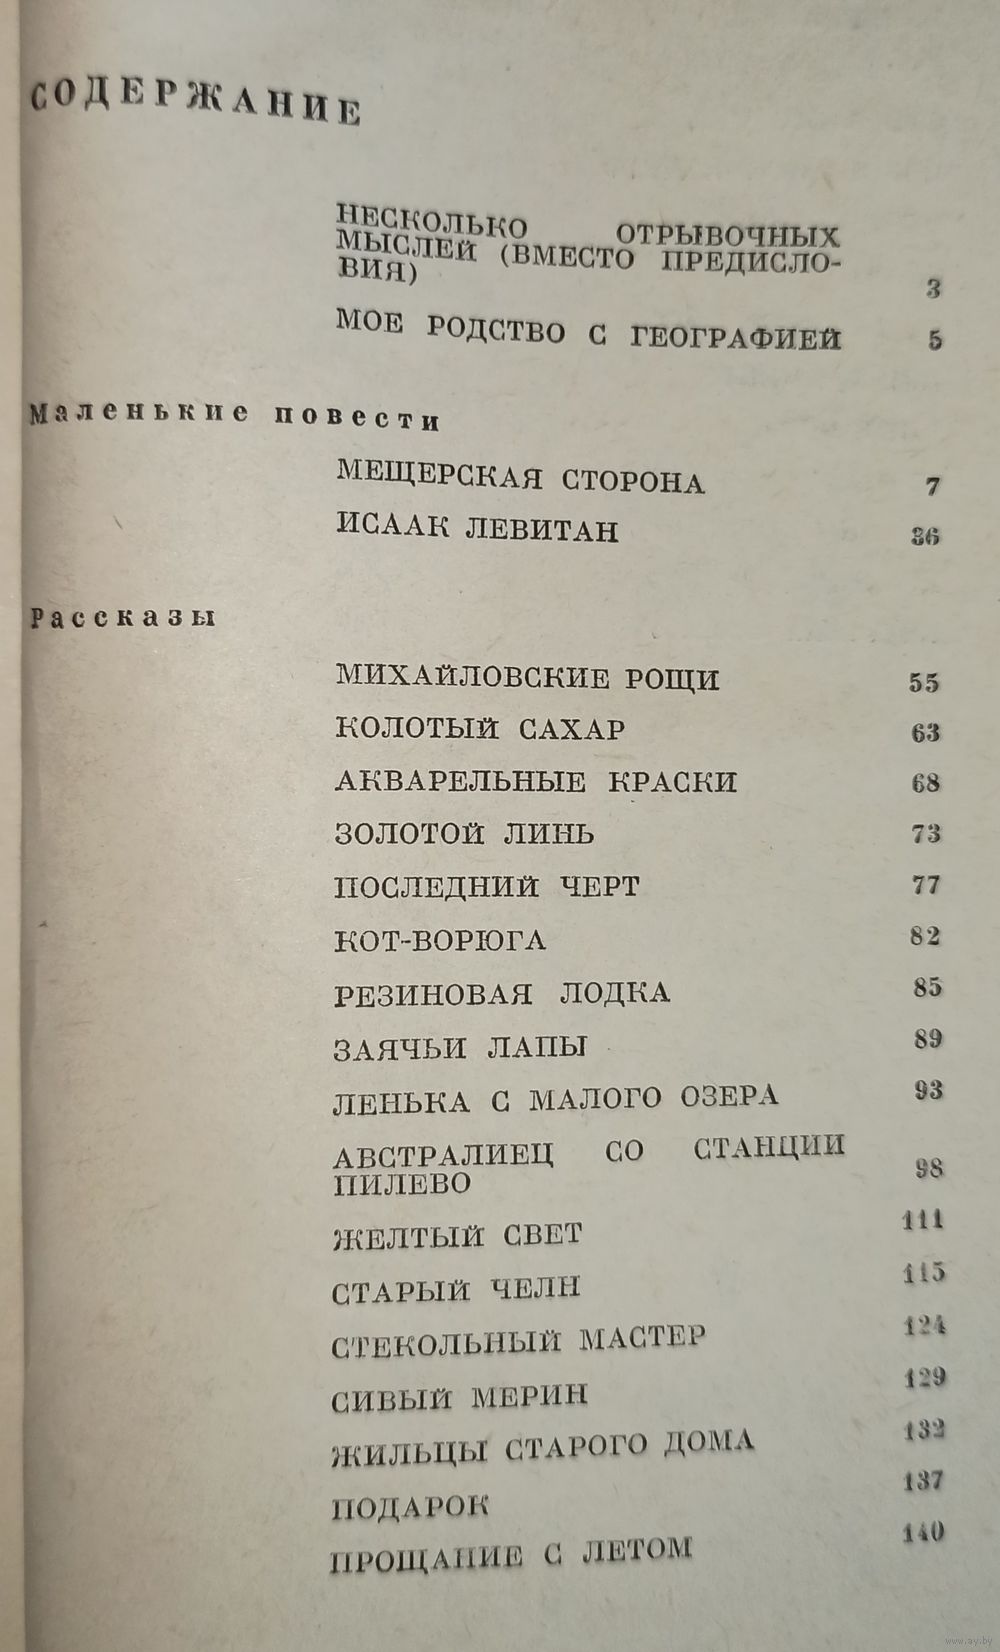 СОДЕРЖАНИЕ
НЕСКОЛЬКО ОТРЫВОЧНЫХ
МЫСЛЕЙ (ВМЕСТО ПРЕДИСЛО-
ВИЯ) 3
МОЕ РОДСТВО С ГЕОГРАФИЕЙ 5
Маленькие повести
МЕЩЕРСКАЯ СТОРОНА 7
ИСААК ЛЕВИТАН 36
Рассказы
МИХАЙЛОВСКИЕ РОЩИ 55
КОЛОТЫЙ САХАР 63
АКВАРЕЛЬНЫЕ КРАСКИ 68
ЗОЛОТОЙ ЛИНЬ 73
ПОСЛЕДНИЙ ЧЕРТ 77
КОТ-ВОРЮГА 82
РЕЗИНОВАЯ ЛОДКА 85
ЗАЯЧЬИ ЛАПЫ 89
ЛЕНЬКА С МАЛОГО ОЗЕРА 93
АВСТРАЛИЕЦ СО СТАНЦИИ
ПИЛЕВО 98
ЖЕЛТЫЙ СВЕТ 111
СТАРЫЙ ЧЕЛН 115
СТЕКОЛЬНЫЙ МАСТЕР 124
СИВЫЙ МЕРИН 129
ЖИЛЬЦЫ СТАРОГО ДОМА 132
ПОДАРОК 137
ПРОЩАНИЕ С ЛЕТОМ 140
www.ay.by